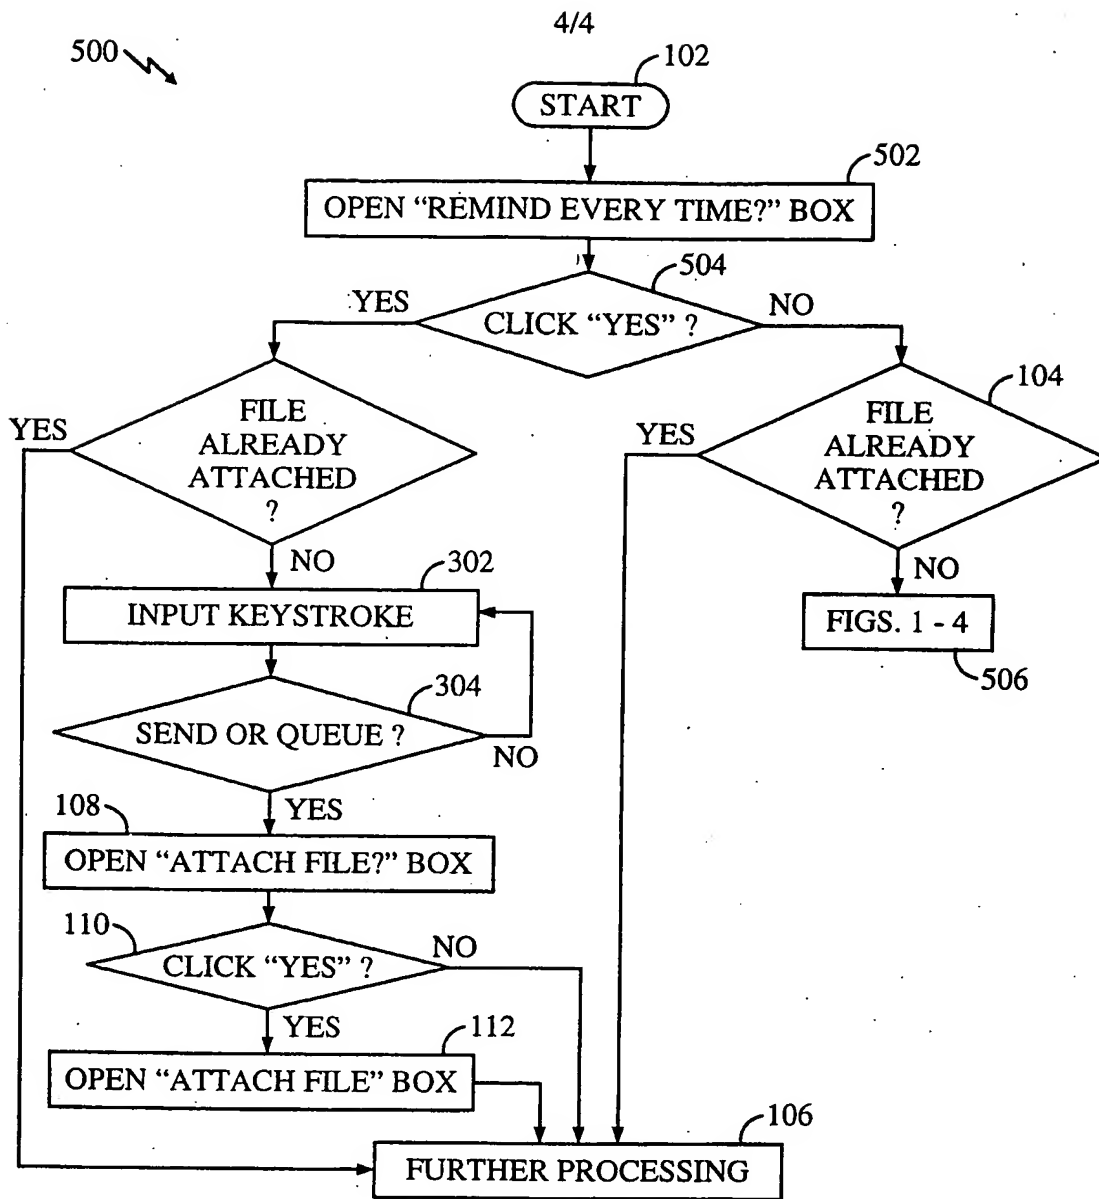 4/4
500
102
START
502
OPEN “REMIND EVERY TIME?” BOX
504
YES
CLICK “YES” ?
NO
104
YES
FILE
ALREADY
ATTACHED
?
YES
FILE
ALREADY
ATTACHED
?
NO
302
INPUT KEYSTROKE
NO
FIGS. 1 - 4
506
304
SEND OR QUEUE ?
NO
YES
108
OPEN “ATTACH FILE?” BOX
110
CLICK “YES” ?
NO
YES
112
OPEN “ATTACH FILE” BOX
106
FURTHER PROCESSING